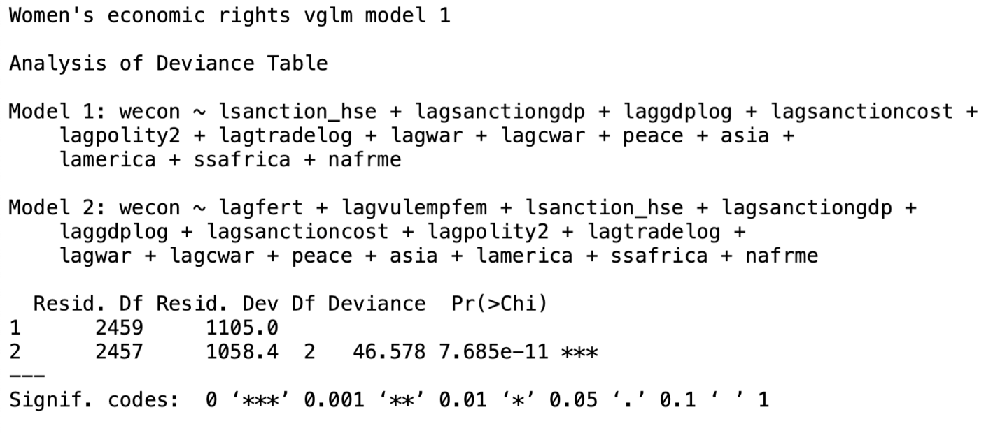 Women's economic rights vglm model 1
Analysis of Deviance Table
Model 1: wecon ~ lsanction_hse + lagsanctiongdp + laggdplog + lagsanctioncost +
lagpolity2 + lagtradelog + lagwar + lagcwar + peace + asia +
lamerica + ssafrica + nafrme
Model 2: wecon ~ lagfert + lagvulempfem + lsanction_hse + lagsanctiongdp +
laggdplog + lagsanctioncost + lagpolity2 + lagtradelog +
lagwar + lagcwar + peace + asia + lamerica + ssafrica + nafrme
Resid. Df Resid. Dev Df Deviance Pr(>Chi)
1 2459 1105.0
2 2457 1058.4 2 46.578 7.685e−11 ***
−−−
Signif. codes: 0 ‘***’ 0.001 ‘**’ 0.01 ‘*’ 0.05 ‘.’ 0.1 ‘ ’ 1